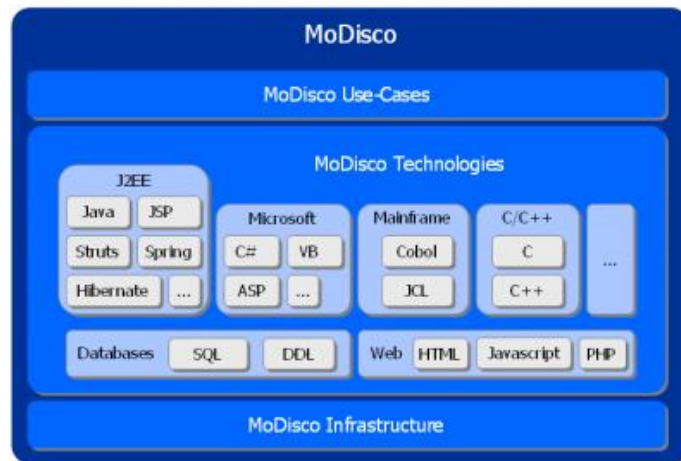 MoDisco
MoDisco Use-Cases
MoDisco Technologies
J2EE
Java JSP
Struts Spring
Hibernate ...
Microsoft
C# VB
ASP ...
Mainframe
Cobol
JCL
C/C++
C
C++
...
Databases SQL DDL
Web HTML Javascript PHP
MoDisco Infrastructure